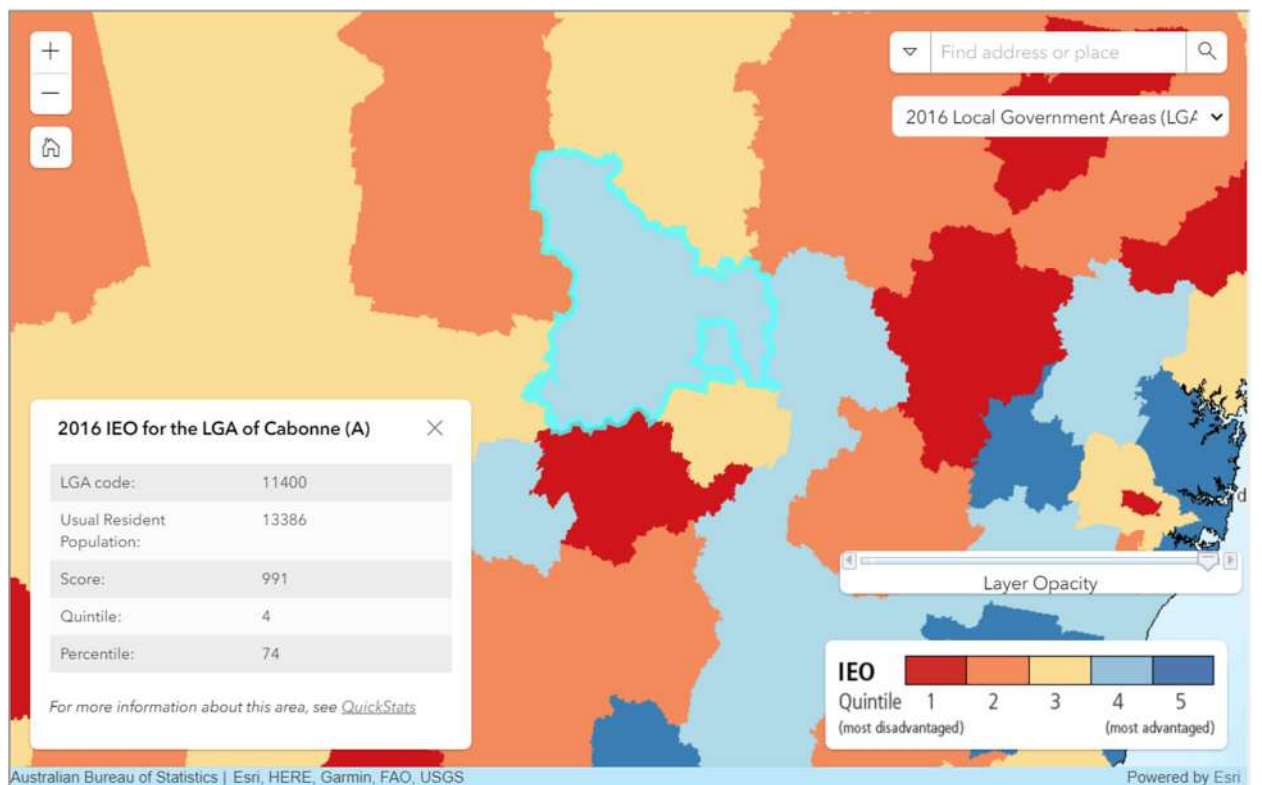 +
Find address or place
−
2016 Local Government Areas (LGA
2016 IEO for the LGA of Cabonne (A)
LGA code: 11400
Usual Resident Population: 13386
Score: 991
Quintile: 4
Percentile: 74
For more information about this area, see QuickStats
d
Layer Opacity
IEO
Quintile 1 2 3 4 5
(most disadvantaged) (most advantaged)
Australian Bureau of Statistics | Esri, HERE, Garmin, FAO, USGS
Powered by Esri